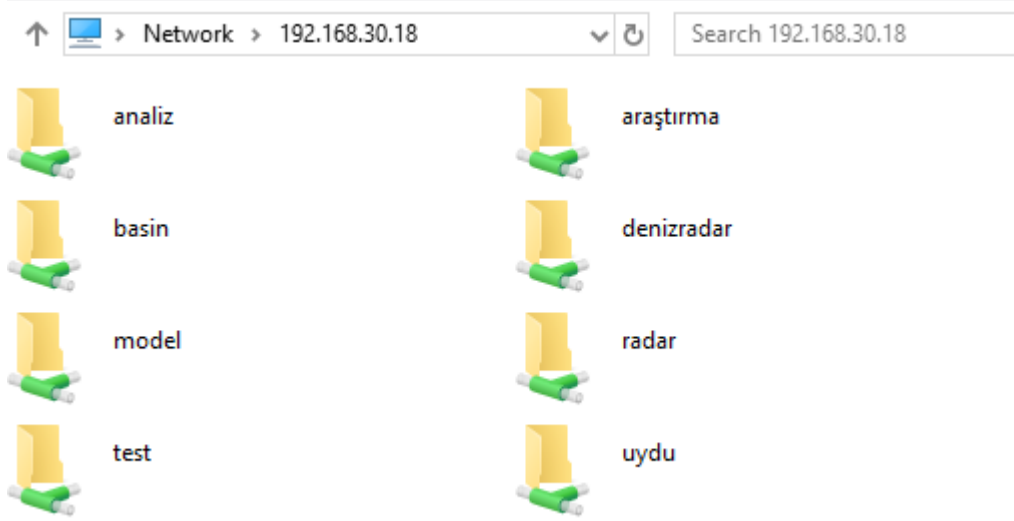 Network > 192.168.30.18
Search 192.168.30.18
analiz
araştırma
basin
denizradar
model
radar
test
uydu